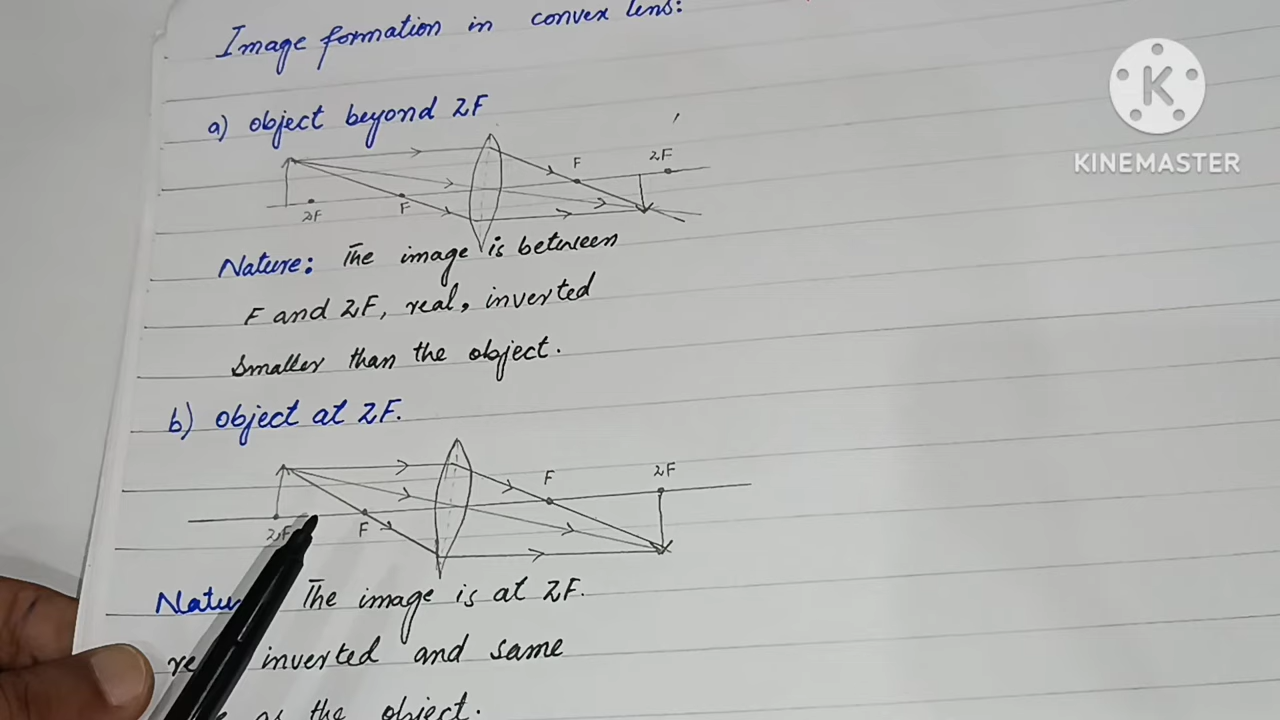 Image formation in convex lens:
a) object beyond 2F
F
2F
2F
F
Nature: The image is between
F and 2F, real, inverted
Smaller than the object.
b) object at 2F.
F
2F
2F
F
The image is at 2F.
inverted and same
as the object.
KINEMASTER